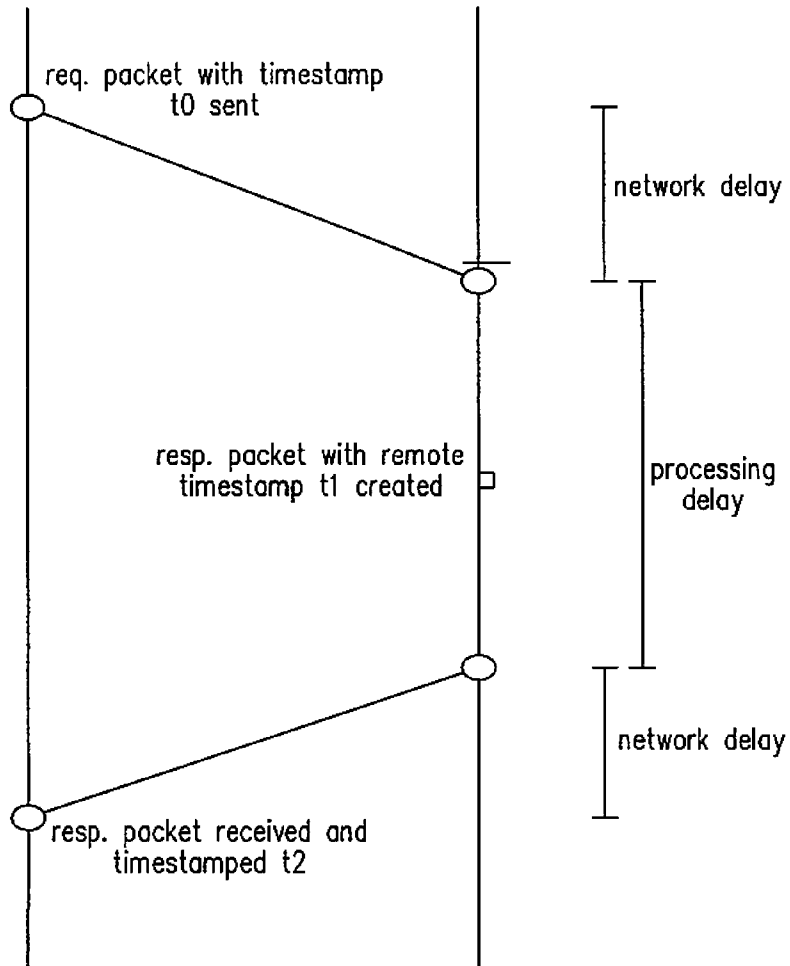 req. packet with timestamp
t0 sent
network delay
resp. packet with remote
timestamp t1 created
processing
delay
network delay
resp. packet received and
timestamped t2